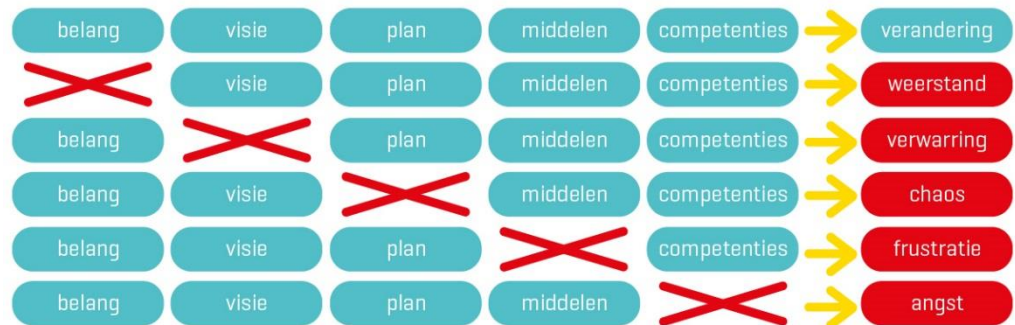 belang visie plan middelen competenties verandering
visie plan middelen competenties weerstand
belang plan middelen competenties verwarring
belang visie middelen competenties chaos
belang visie plan competenties frustratie
belang visie plan middelen angst